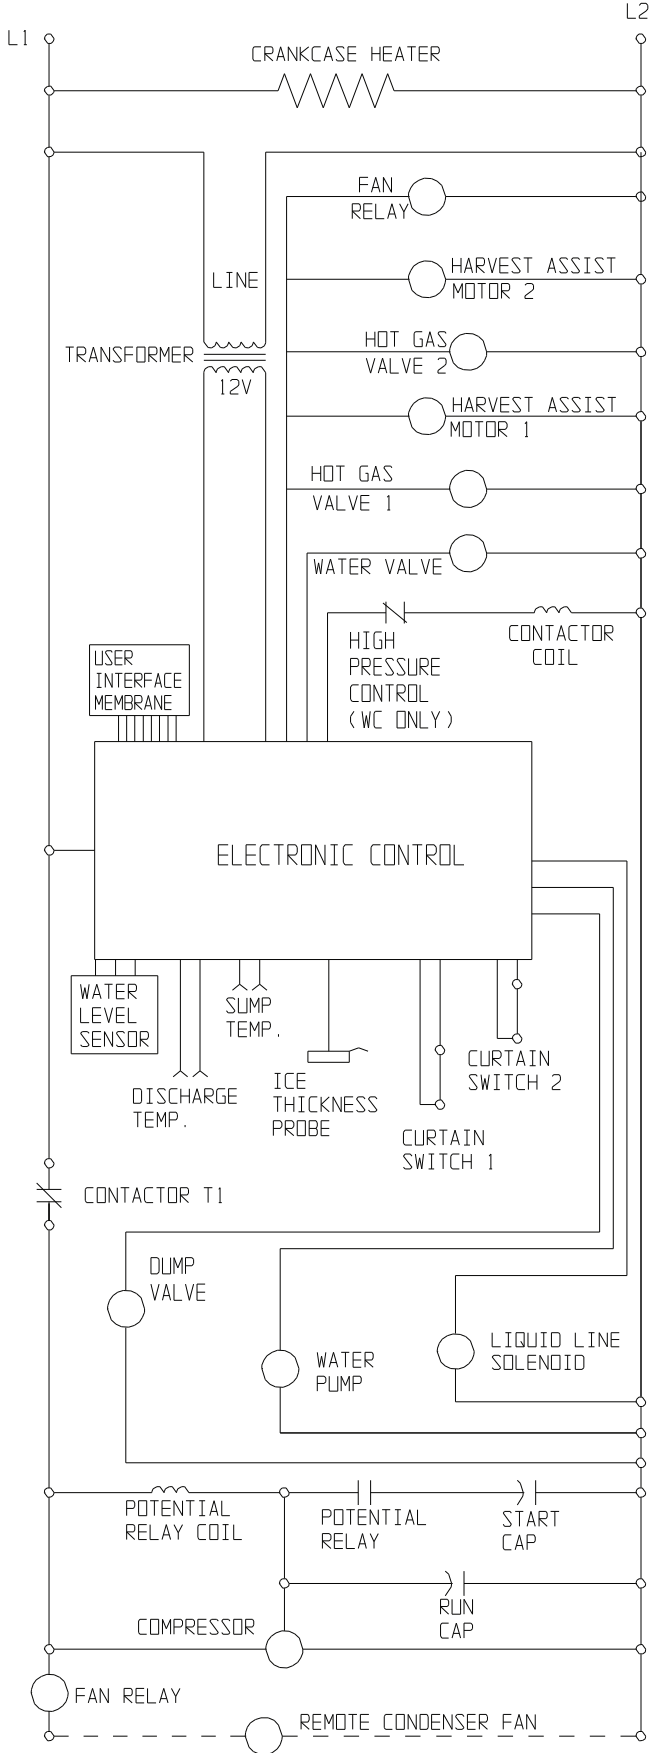 L2
L1
CRANKCASE HEATER
FAN
RELAY
HARVEST ASSIST
MOTOR 2
LINE
HOT GAS
VALVE 2
TRANSFORMER
12V
HARVEST ASSIST
MOTOR 1
HOT GAS
VALVE 1
WATER VALVE
HIGH
PRESSURE
CONTROL
(WC ONLY)
CONTACTOR
COIL
USER
INTERFACE
MEMBRANE
ELECTRONIC CONTROL
WATER
LEVEL
SENSOR
SUMP
TEMP.
DISCHARGE
TEMP.
ICE
THICKNESS
PROBE
CURTAIN
SWITCH 2
CURTAIN
SWITCH 1
CONTACTOR T1
DUMP
VALVE
WATER
PUMP
LIQUID LINE
SOLENOID
POTENTIAL
RELAY COIL
POTENTIAL
RELAY
START
CAP
RUN
CAP
COMPRESSOR
FAN RELAY
REMOTE CONDENSER FAN